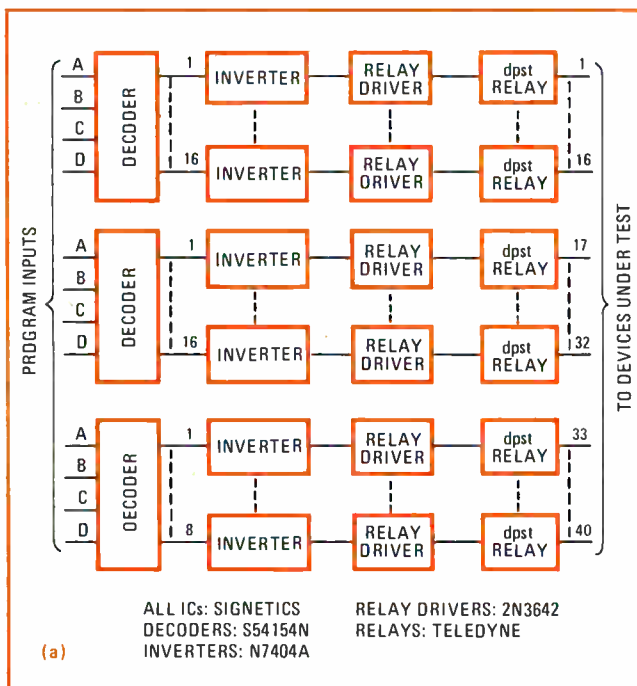 PROGRAM INPUTS
A
B
C
D
DECODER
1
16
INVERTER
INVERTER
RELAY
DRIVER
RELAY
DRIVER
dpst
RELAY
dpst
RELAY
1
16
A
B
C
D
DECODER
1
16
INVERTER
INVERTER
RELAY
DRIVER
RELAY
DRIVER
dpst
RELAY
dpst
RELAY
17
32
A
B
C
D
DECODER
1
8
INVERTER
INVERTER
RELAY
DRIVER
RELAY
DRIVER
dpst
RELAY
dpst
RELAY
33
40
TO DEVICES UNDER TEST
ALL ICs: SIGNETICS
DECODERS: S54154N
INVERTERS: N7404A
RELAY DRIVERS: 2N3642
RELAYS: TELEDYNE
(a)